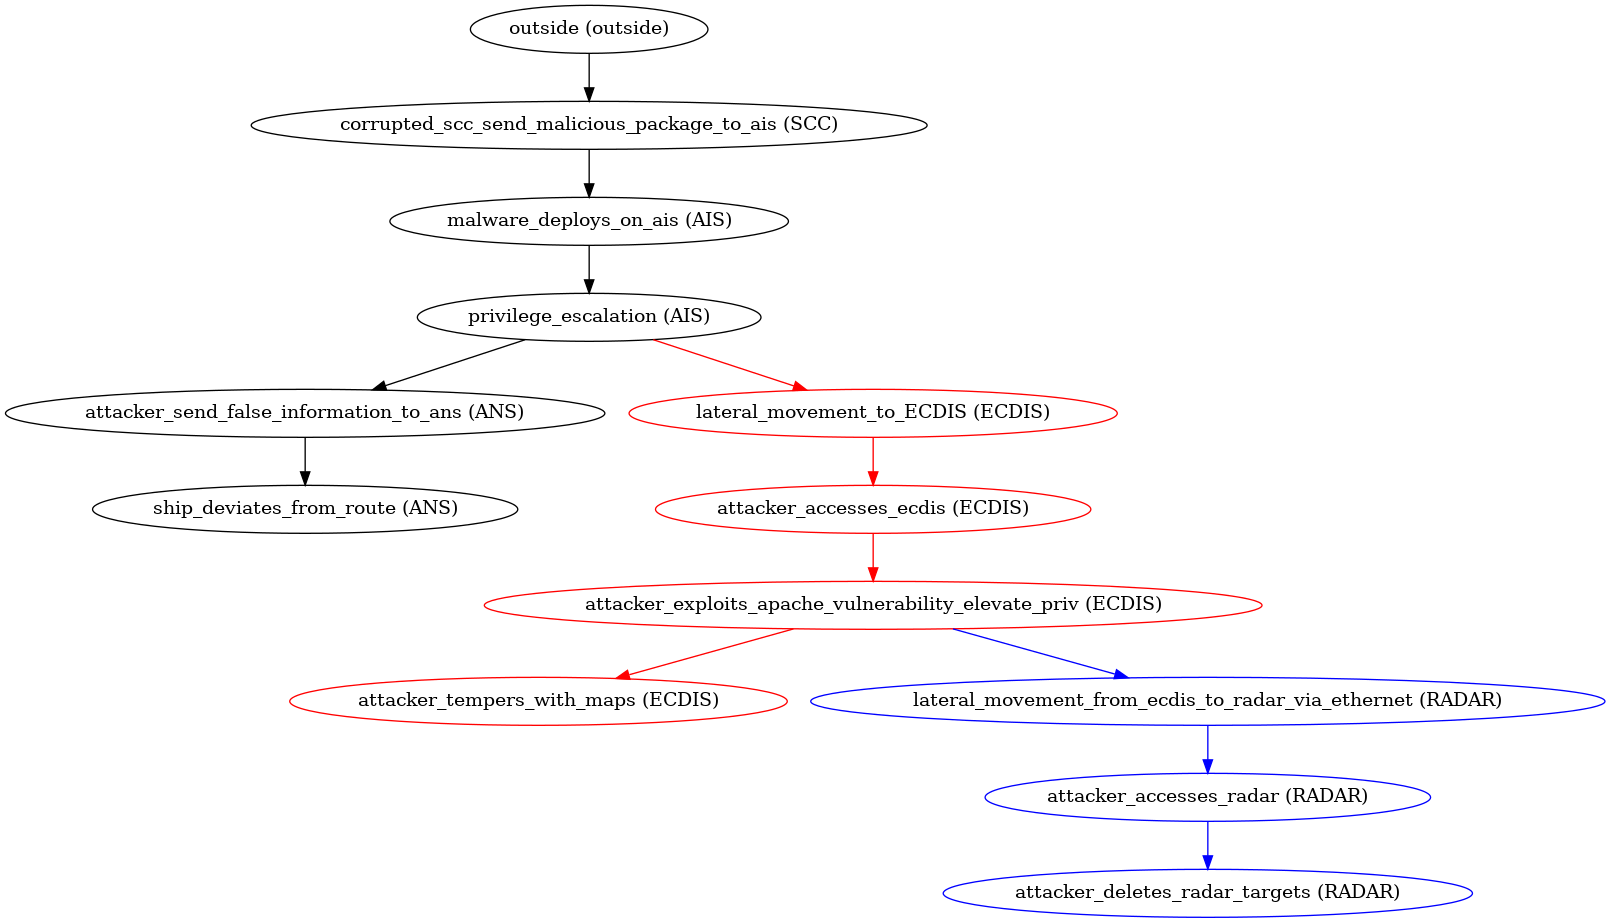 outside (outside)
corrupted_scc_send_malicious_package_to_ais (SCC)
malware_deploys_on_ais (AIS)
privilege_escalation (AIS)
attacker_send_false_information_to_ans (ANS)
lateral_movement_to_ECDIS (ECDIS)
ship_deviates_from_route (ANS)
attacker_accesses_ecdis (ECDIS)
attacker_exploits_apache_vulnerability_elevate_priv (ECDIS)
attacker_tempers_with_maps (ECDIS)
lateral_movement_from_ecdis_to_radar_via_ethernet (RADAR)
attacker_accesses_radar (RADAR)
attacker_deletes_radar_targets (RADAR)